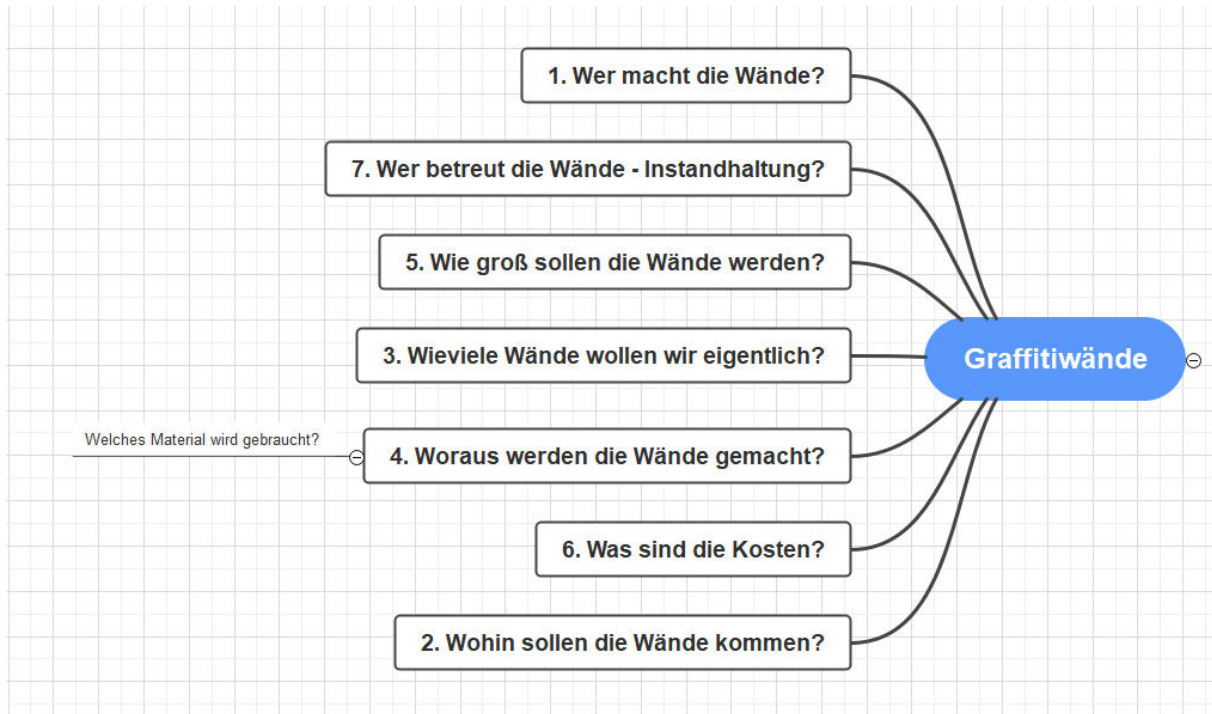 1. Wer macht die Wände?
7. Wer betreut die Wände - Instandhaltung?
5. Wie groß sollen die Wände werden?
3. Wieviele Wände wollen wir eigentlich?
Graffitiwände
Welches Material wird gebraucht?
4. Woraus werden die Wände gemacht?
6. Was sind die Kosten?
2. Wohin sollen die Wände kommen?